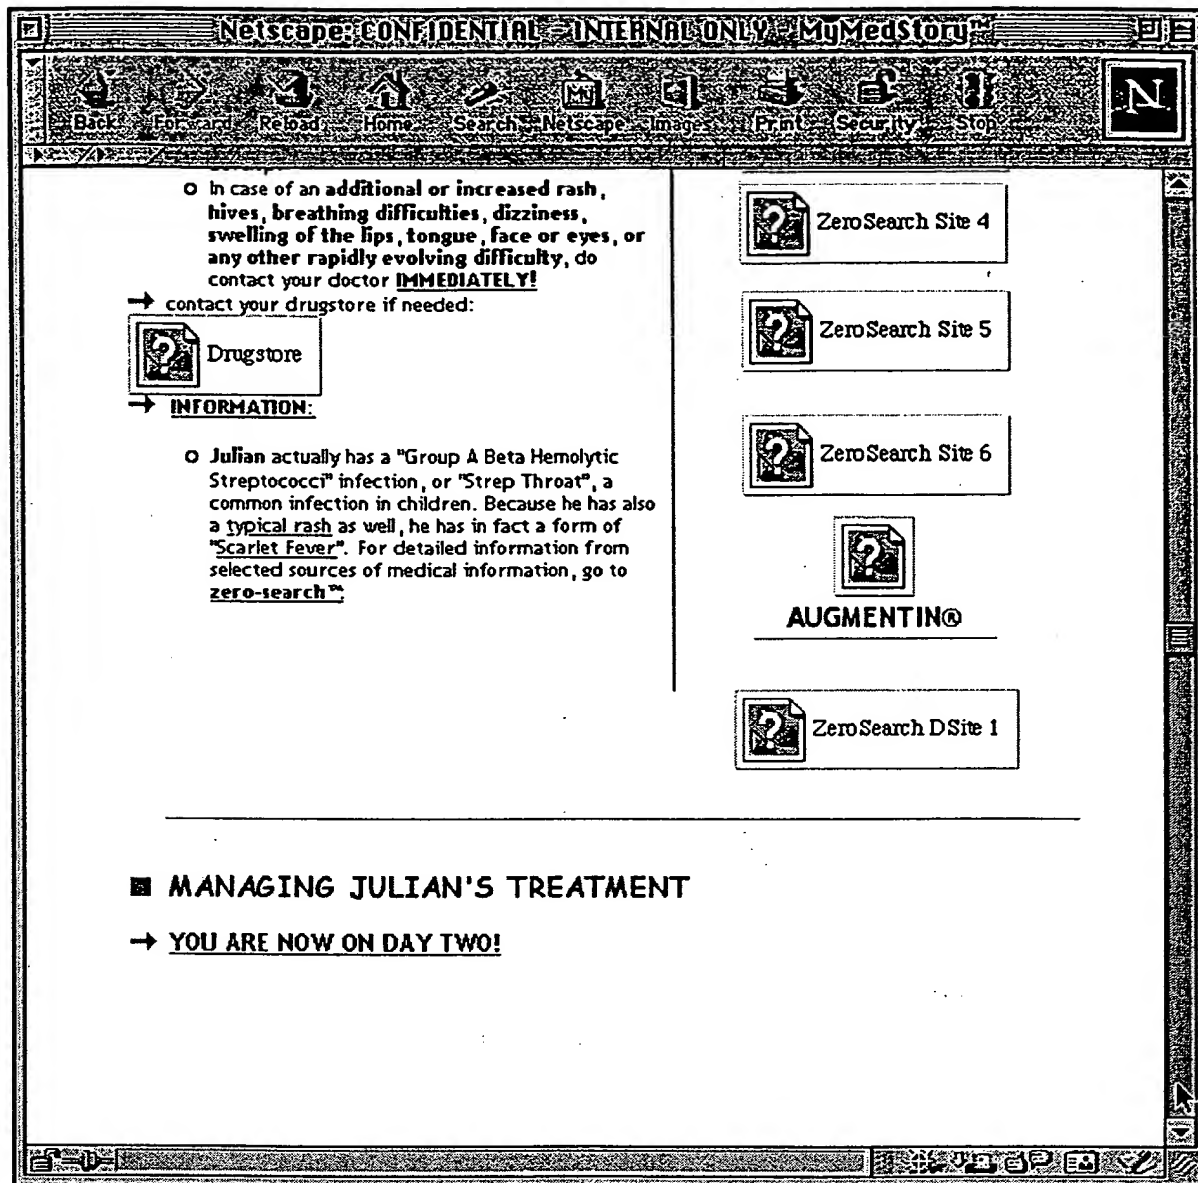 Netscape: CONFIDENTIAL - INTERNAL ONLY - MyMedStory™
Back Forward Reload Home Search Netscape Images Print Security Stop
o In case of an additional or increased rash,
hives, breathing difficulties, dizziness,
swelling of the lips, tongue, face or eyes, or
any other rapidly evolving difficulty, do
contact your doctor IMMEDIATELY!
→ contact your drugstore if needed:
Drugstore
→ INFORMATION:
o Julian actually has a "Group A Beta Hemolytic
Streptococci" infection, or "Strep Throat", a
common infection in children. Because he has also
a typical rash as well, he has in fact a form of
"Scarlet Fever". For detailed information from
selected sources of medical information, go to
zero-search™:
ZeroSearch Site 4
ZeroSearch Site 5
ZeroSearch Site 6
AUGMENTIN®
ZeroSearch DSite 1
■ MANAGING JULIAN'S TREATMENT
→ YOU ARE NOW ON DAY TWO!